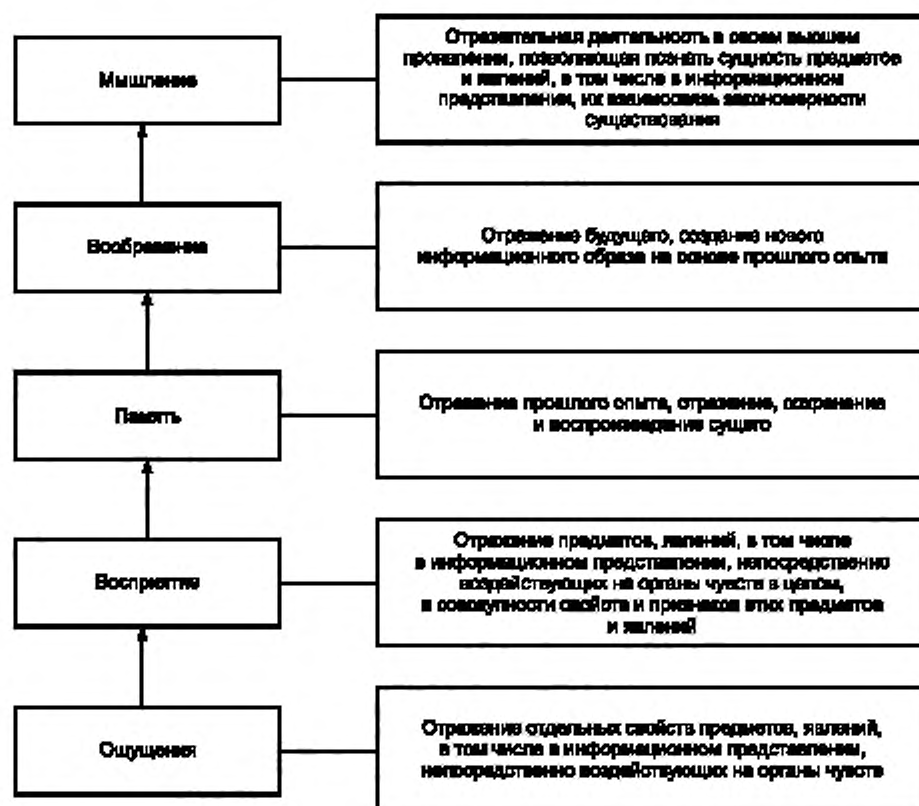 Мышление
Отразительная деятельность в своем высшем
проявлении, позволяющая познать сущность предметов
и явлений, в том числе в информационном
представлении, их взаимосвязь закономерности
существования
Воображение
Отражение будущего, создание нового
информационного образа на основе прошлого опыта
Память
Отражение прошлого опыта, отражение, сохранение
и воспроизведение сущего
Восприятие
Отражение предметов, явлений, в том числе
в информационном представлении, непосредственно
воздействующих на органы чувств в целом,
в совокупности свойств и признаков этих предметов
и явлений
Ощущения
Отражение отдельных свойств предметов, явлений,
в том числе в информационном представлении,
непосредственно воздействующих на органы чувств